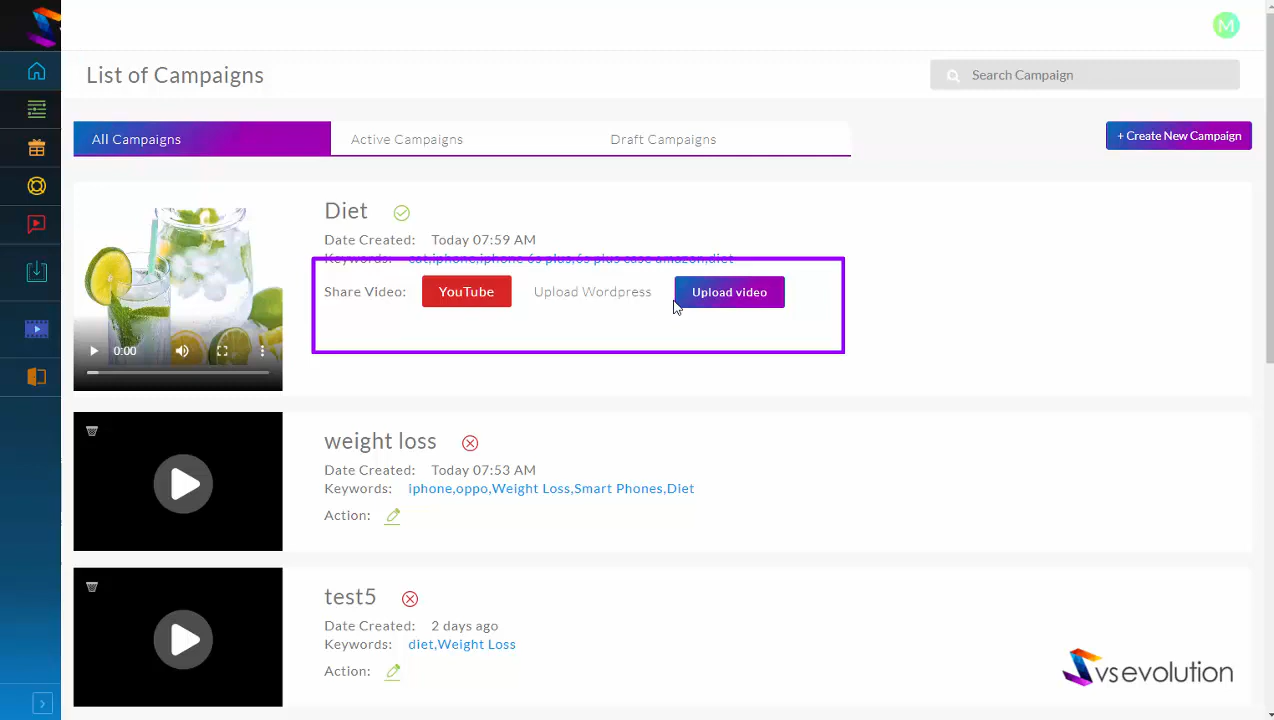 M
List of Campaigns
Search Campaign
All Campaigns
Active Campaigns
Draft Campaigns
+ Create New Campaign
Diet
Date Created: Today 07:59 AM
Keywords: cat,iphone,iphone 6s plus,6s plus case amazon,diet
Share Video: YouTube Upload Wordpress Upload video
0:00
weight loss
Date Created: Today 07:53 AM
Keywords: iphone,oppo,Weight Loss,Smart Phones,Diet
Action:
test5
Date Created: 2 days ago
Keywords: diet,Weight Loss
Action:
vsevolution